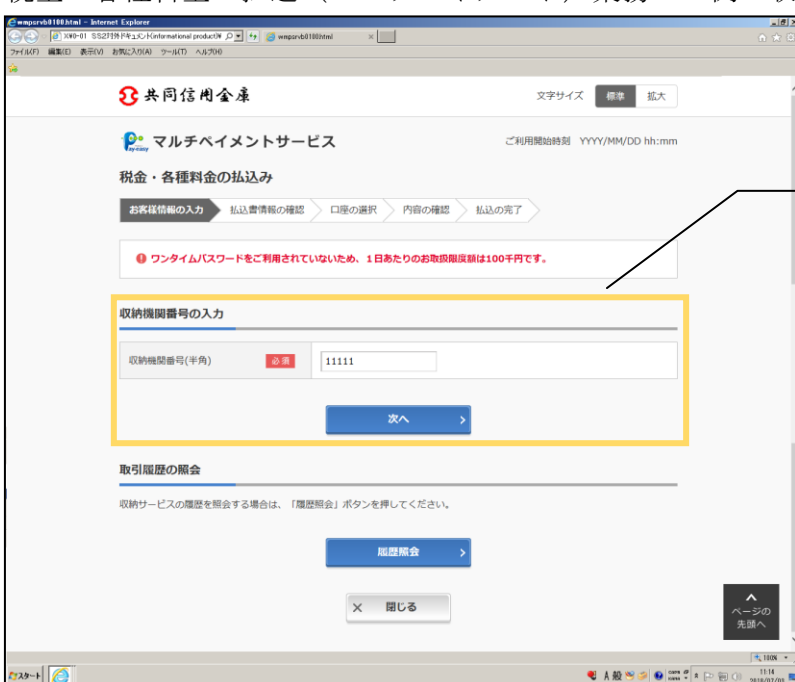 wmpsrvb0180.html - Internet Explorer
wmpsrvb0180.html
ファイル(F) 編集(E) 表示(V) お気に入り(A) ツール(T) ヘルプ(H)
共同信用金庫
文字サイズ 標準 拡大
マルチペイメントサービス
ご利用開始時刻 YYYY/MM/DD hh:mm
税金・各種料金の払込み
お客様情報の入力 払込書情報の確認 口座の選択 内容の確認 払込の完了
ワンタイムパスワードをご利用されていないため、1日あたりのお取扱限度額は100千円です。
収納機関番号の入力
収納機関番号(半角) 必須 11111
次へ
取引履歴の照会
収納サービスの履歴を照会する場合は、「履歴照会」ボタンを押してください。
履歴照会
× 閉じる
ページの
先頭へ
100%
スタート
A 般
11:14